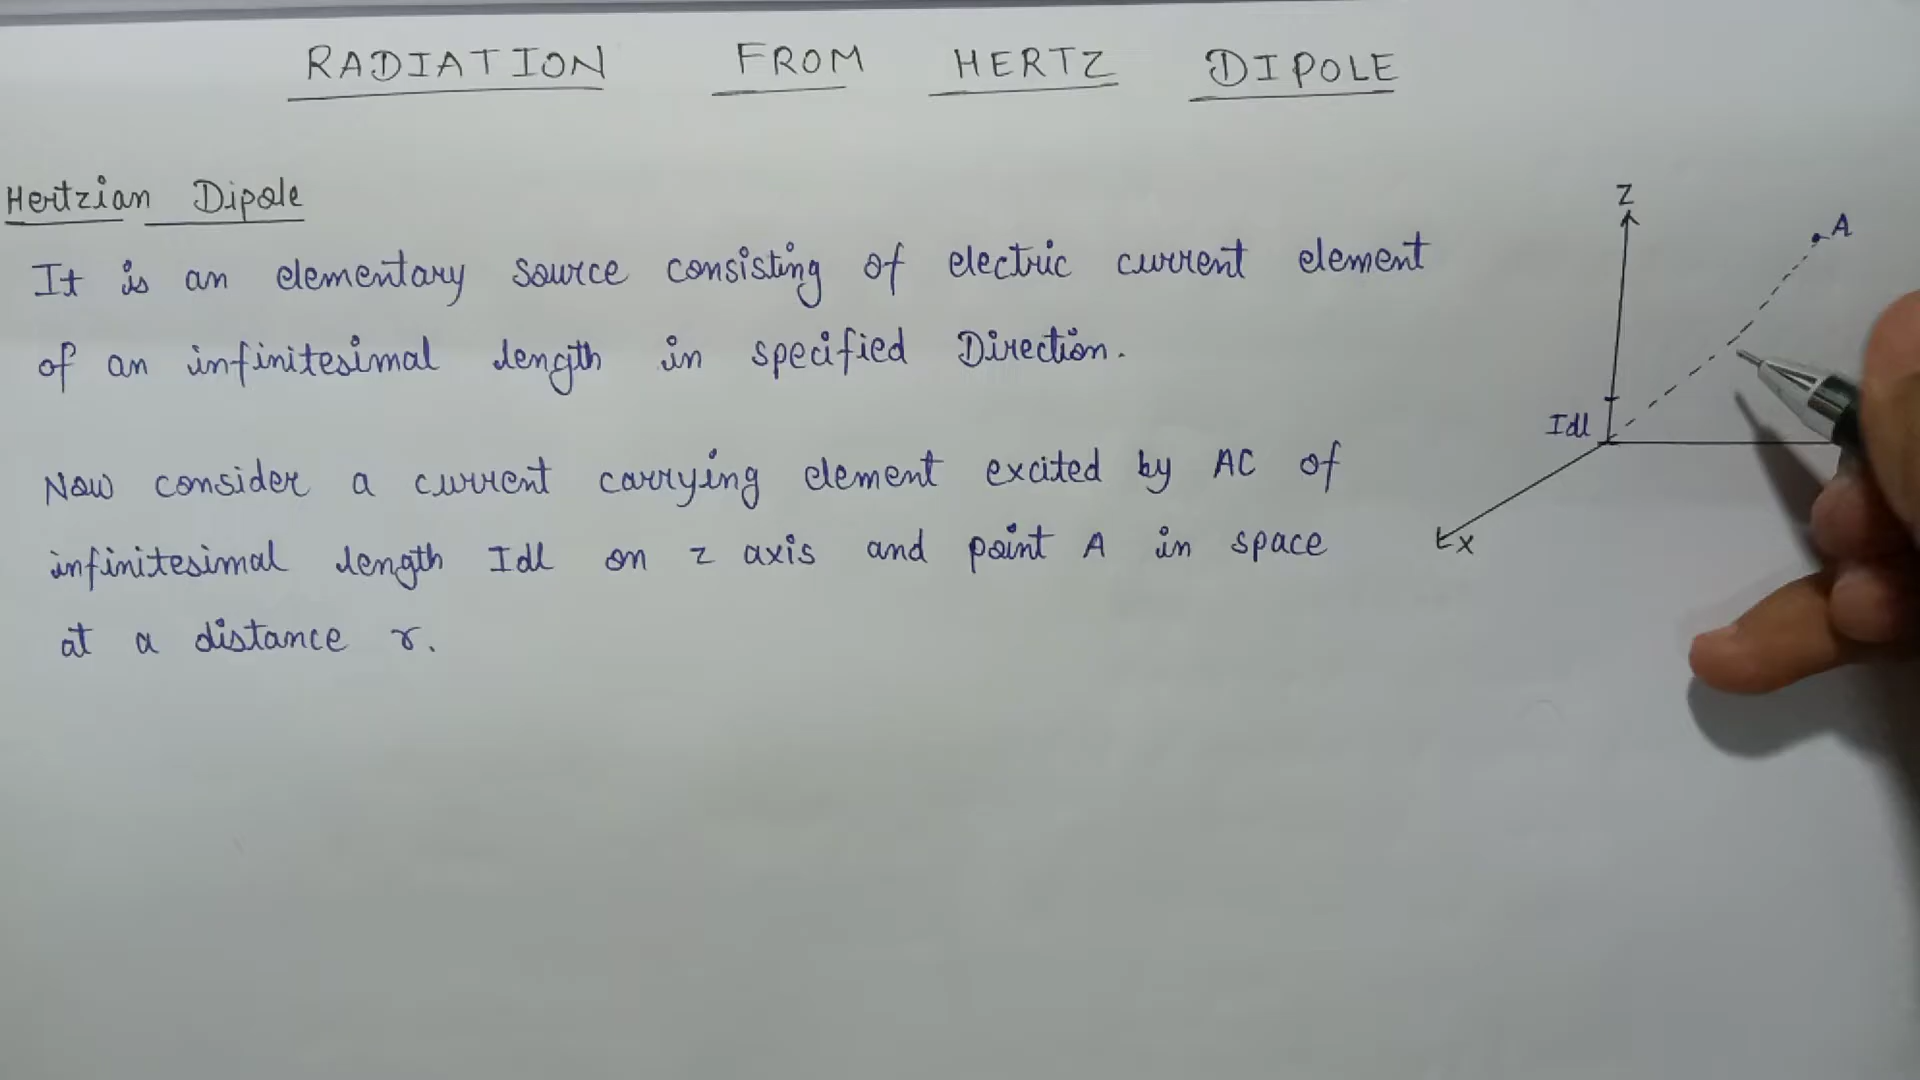 RADIATION FROM HERTZ DIPOLE
Hertzian Dipole
It is an elementary source consisting of electric current element
of an infinitesimal length in specified Direction.
Now consider a current carrying element excited by AC of
infinitesimal length Idl on z axis and point A in space
at a distance r.
Z
A
Idl
x